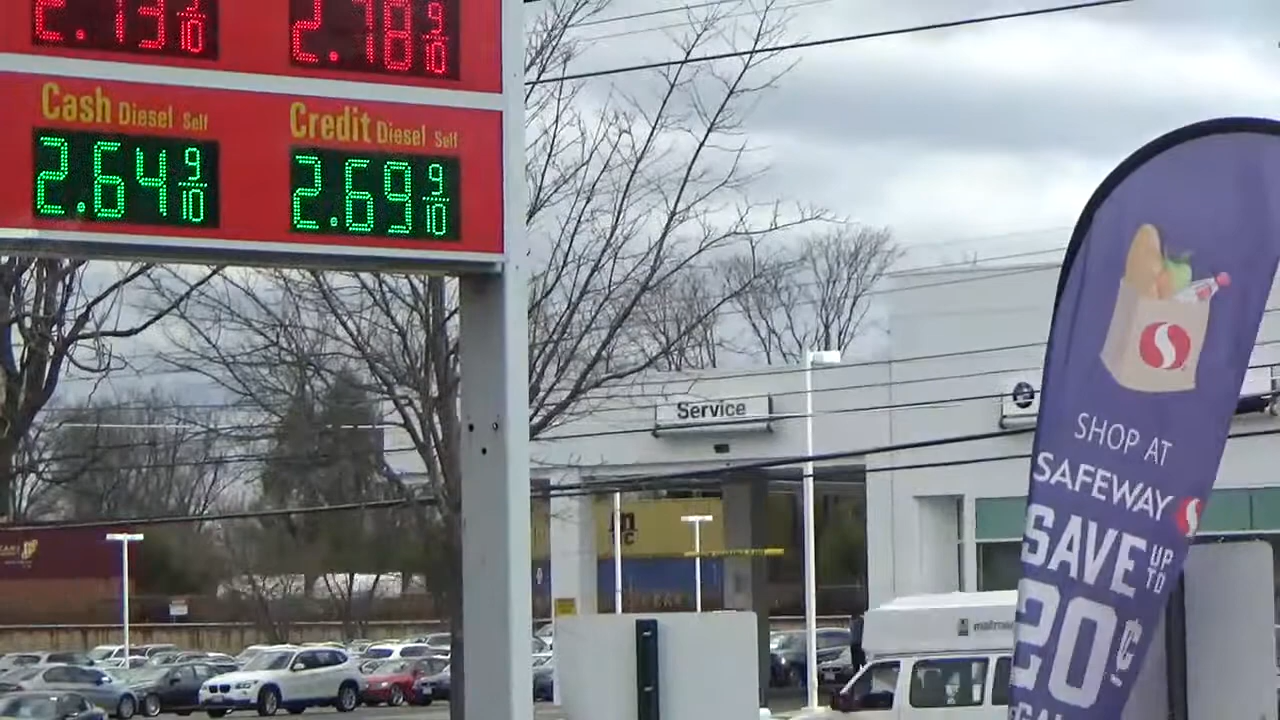 2.73 9/10
2.78 9/10
Cash Diesel Self
2.64 9/10
Credit Diesel Self
2.69 9/10
Service
SHOP AT
SAFEWAY
SAVE UP TO
20¢